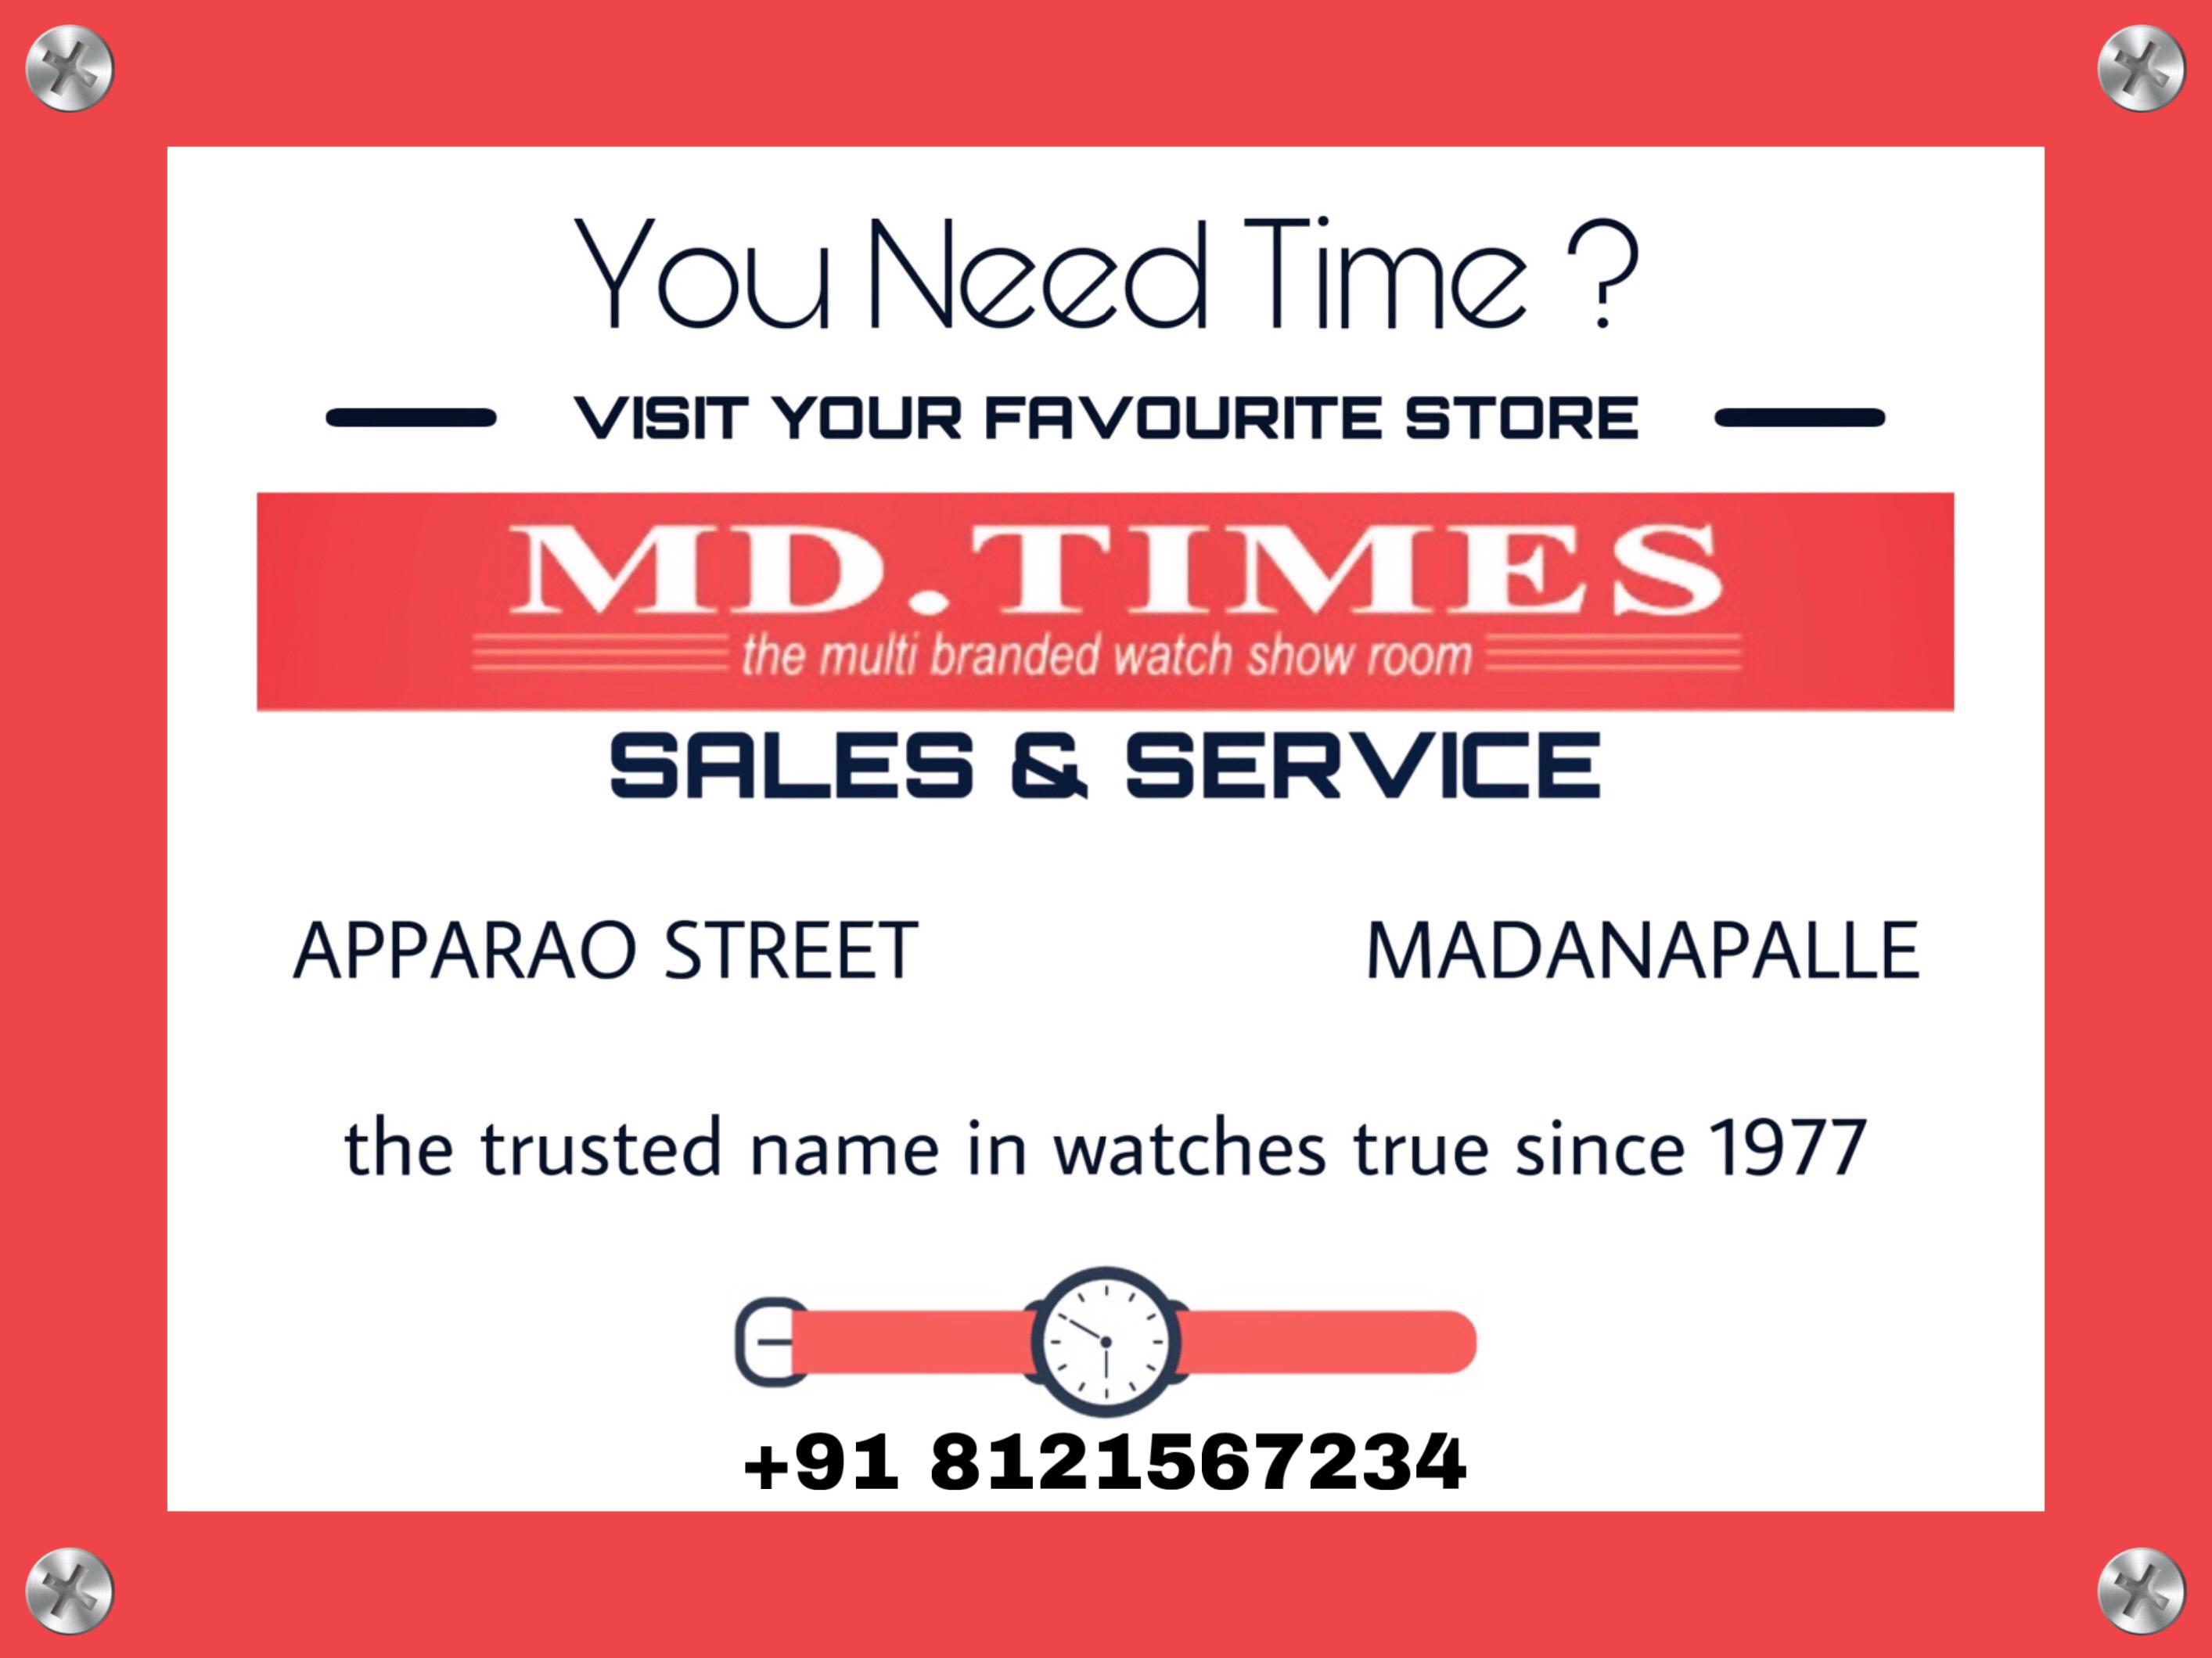 You Need Time ?
VISIT YOUR FAVOURITE STORE
MD.TIMES
the multi branded watch show room
SALES & SERVICE
APPARAO STREET MADANAPALLE
the trusted name in watches true since 1977
+91 8121567234